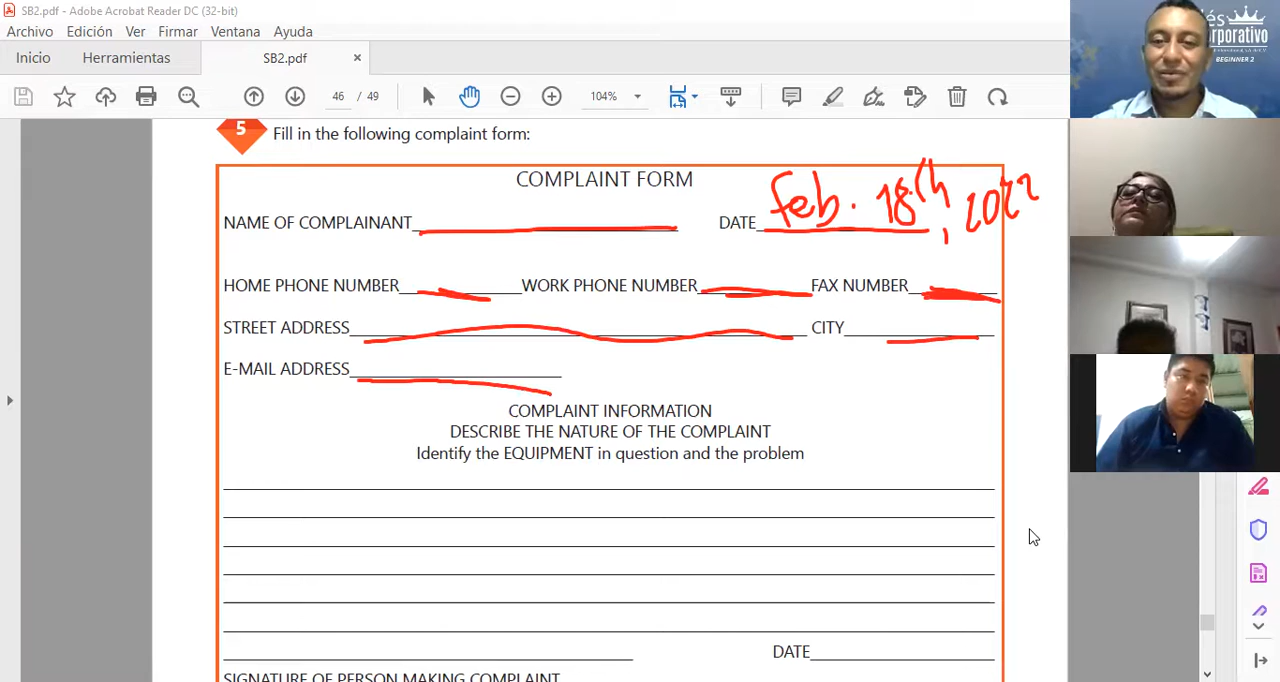 SB2.pdf - Adobe Acrobat Reader DC (32-bit)
Archivo Edición Ver Firmar Ventana Ayuda
Inicio Herramientas SB2.pdf ×
46 / 49 104%
és
orporativo
BEGINNER 2
5 Fill in the following complaint form:
COMPLAINT FORM
NAME OF COMPLAINANT DATE Feb. 18th, 2022
HOME PHONE NUMBER WORK PHONE NUMBER FAX NUMBER
STREET ADDRESS CITY
E-MAIL ADDRESS
COMPLAINT INFORMATION
DESCRIBE THE NATURE OF THE COMPLAINT
Identify the EQUIPMENT in question and the problem
DATE
SIGNATURE OF PERSON MAKING COMPLAINT